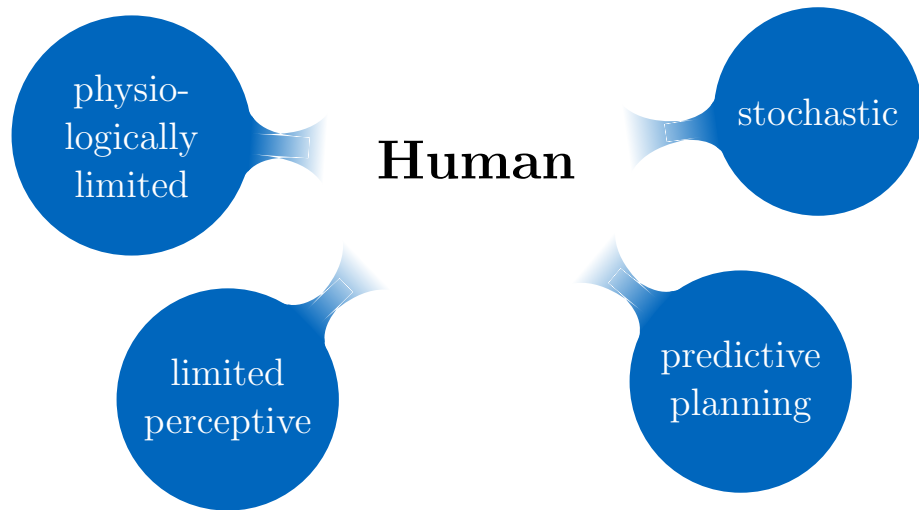 physio-
logically
limited
Human
stochastic
limited
perceptive
predictive
planning